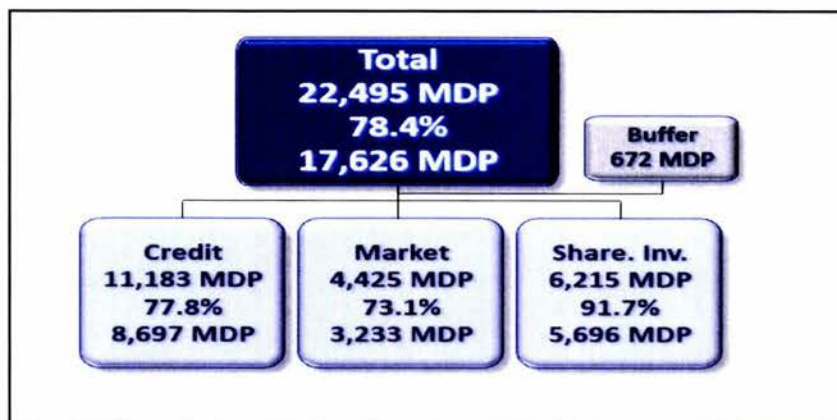 Total
22,495 MDP
78.4%
17,626 MDP
Buffer
672 MDP
Credit
11,183 MDP
77.8%
8,697 MDP
Market
4,425 MDP
73.1%
3,233 MDP
Share. Inv.
6,215 MDP
91.7%
5,696 MDP